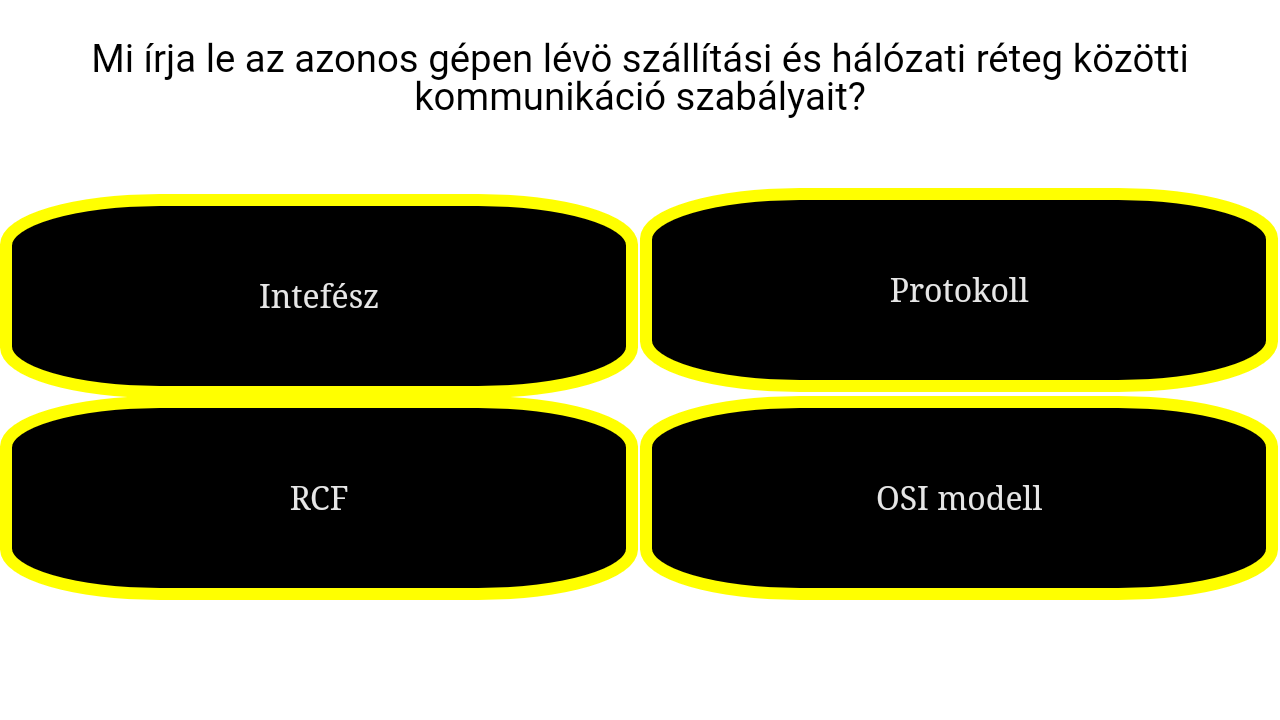 Mi írja le az azonos gépen lévö szállítási és hálózati réteg közötti
kommunikáció szabályait?
Intefész
Protokoll
RCF
OSI modell